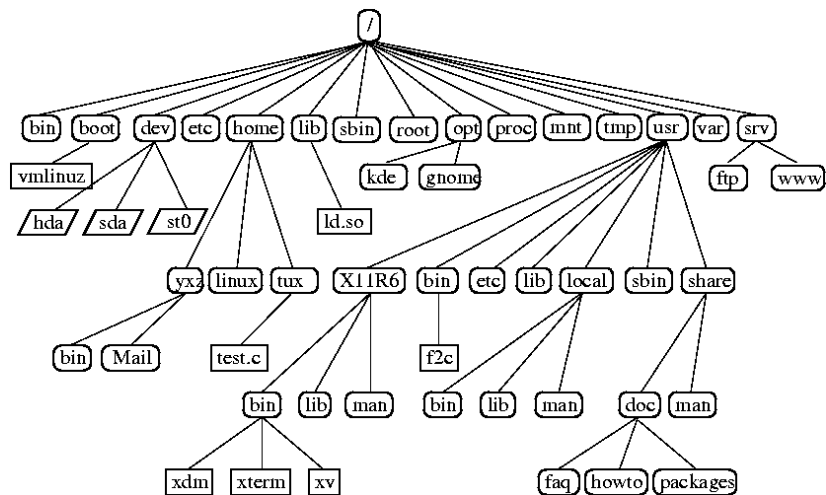 /
bin boot dev etc home lib sbin root opt proc mnt tmp usr var srv
vmlinuz kde gnome ftp www
hda sda st0 ld.so
yxz linux tux X11R6 bin etc lib local sbin share
bin Mail test.c f2c
bin lib man bin lib man doc man
xdm xterm xv faq howto packages